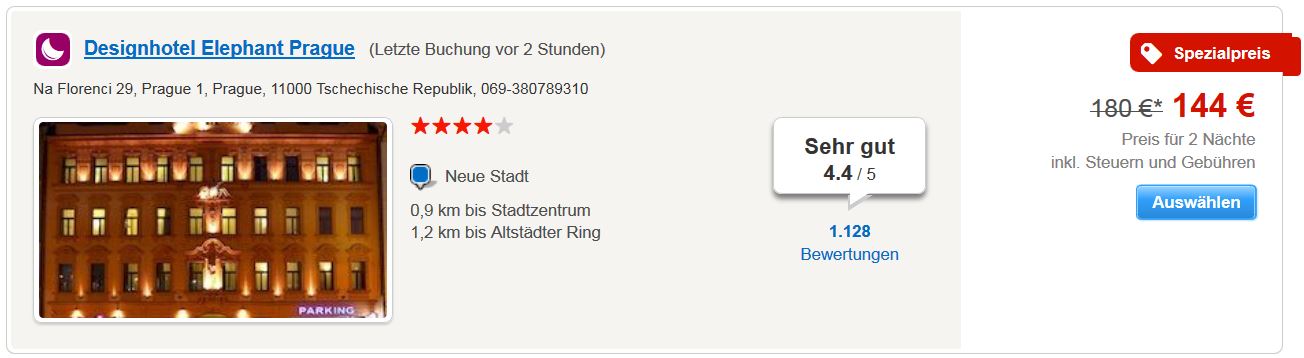 Designhotel Elephant Prague (Letzte Buchung vor 2 Stunden)
Na Florenci 29, Prague 1, Prague, 11000 Tschechische Republik, 069-380789310
Neue Stadt
0,9 km bis Stadtzentrum
1,2 km bis Altstädter Ring
PARKING
Sehr gut
4.4 / 5
1.128
Bewertungen
Spezialpreis
180 €* 144 €
Preis für 2 Nächte
inkl. Steuern und Gebühren
Auswählen